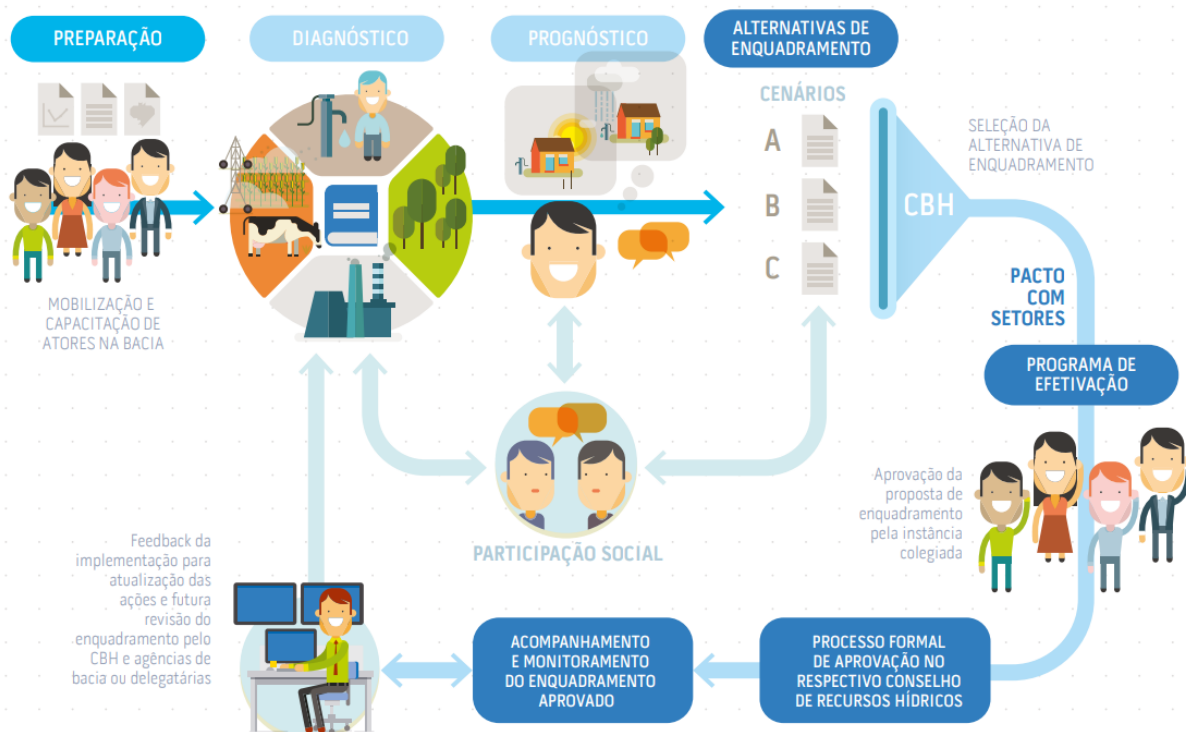 PREPARAÇÃO
DIAGNÓSTICO
PROGNÓSTICO
ALTERNATIVAS DE
ENQUADRAMENTO
CENÁRIOS
A
B
C
CBH
SELEÇÃO DA
ALTERNATIVA DE
ENQUADRAMENTO
MOBILIZAÇÃO E
CAPACITAÇÃO DE
ATORES NA BACIA
PACTO
COM
SETORES
PROGRAMA DE
EFETIVAÇÃO
Aprovação da
proposta de
enquadramento
pela instância
colegiada
PARTICIPAÇÃO SOCIAL
Feedback da
implementação para
atualização das
ações e futura
revisão do
enquadramento pelo
CBH e agências de
bacia ou delegatárias
ACOMPANHAMENTO
E MONITORAMENTO
DO ENQUADRAMENTO
APROVADO
PROCESSO FORMAL
DE APROVAÇÃO NO
RESPECTIVO CONSELHO
DE RECURSOS HÍDRICOS